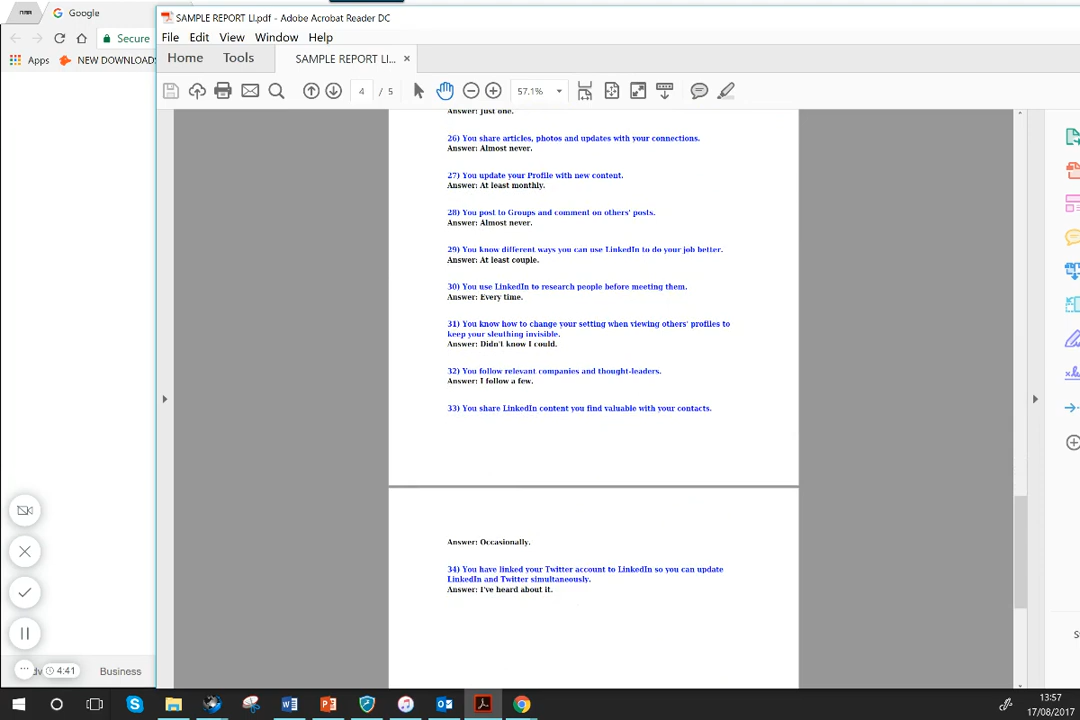 Google
SAMPLE REPORT LI.pdf - Adobe Acrobat Reader DC
File Edit View Window Help
Secure
Home Tools SAMPLE REPORT LI... ×
Apps NEW DOWNLOAD
4 / 5 57.1%
Answer: Just one.
26) You share articles, photos and updates with your connections.
Answer: Almost never.
27) You update your Profile with new content.
Answer: At least monthly.
28) You post to Groups and comment on others' posts.
Answer: Almost never.
29) You know different ways you can use LinkedIn to do your job better.
Answer: At least couple.
30) You use LinkedIn to research people before meeting them.
Answer: Every time.
31) You know how to change your setting when viewing others' profiles to
keep your sleuthing invisible.
Answer: Didn't know I could.
32) You follow relevant companies and thought-leaders.
Answer: I follow a few.
33) You share LinkedIn content you find valuable with your contacts.
Answer: Occasionally.
34) You have linked your Twitter account to LinkedIn so you can update
LinkedIn and Twitter simultaneously.
Answer: I've heard about it.
4:41 Business
13:57
17/08/2017